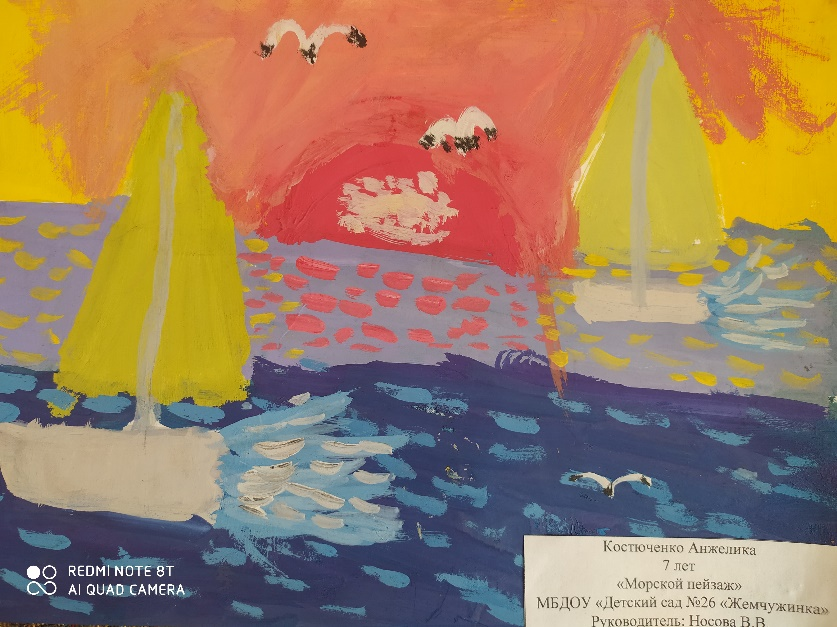 REDMI NOTE 8T
AI QUAD CAMERA
Костюченко Анжелика
7 лет
«Морской пейзаж»
МБДОУ «Детский сад №26 «Жемчужинка»
Руководитель: Носова В.В